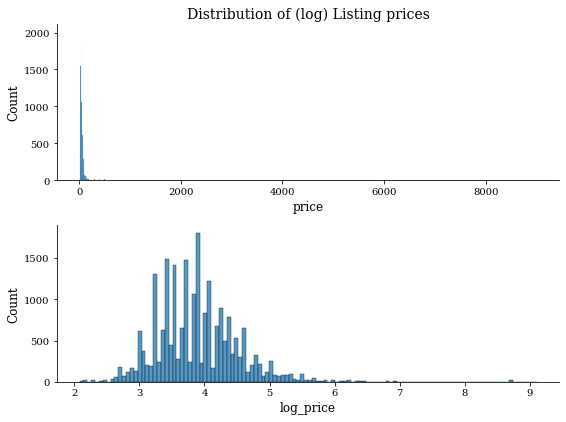 Distribution of (log) Listing prices
2000
1500
1000
500
0
Count
0 2000 4000 6000 8000
price
1500
1000
500
0
Count
2 3 4 5 6 7 8 9
log_price